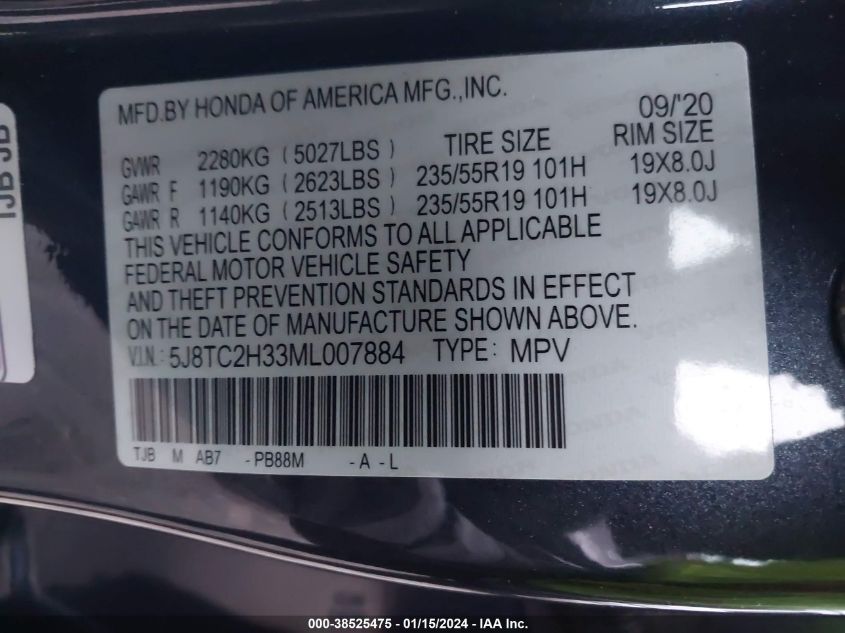 MFD.BY HONDA OF AMERICA MFG.,INC.
09/'20
TIRE SIZE RIM SIZE
GVWR 2280KG (5027LBS)
GAWR F 1190KG (2623LBS) 235/55R19 101H 19X8.0J
GAWR R 1140KG (2513LBS) 235/55R19 101H 19X8.0J
THIS VEHICLE CONFORMS TO ALL APPLICABLE
FEDERAL MOTOR VEHICLE SAFETY
AND THEFT PREVENTION STANDARDS IN EFFECT
ON THE DATE OF MANUFACTURE SHOWN ABOVE.
V.I.N: 5J8TC2H33ML007884 TYPE: MPV
TJB M AB7 -PB88M -A -L
000-38525475 - 01/15/2024 - IAA Inc.